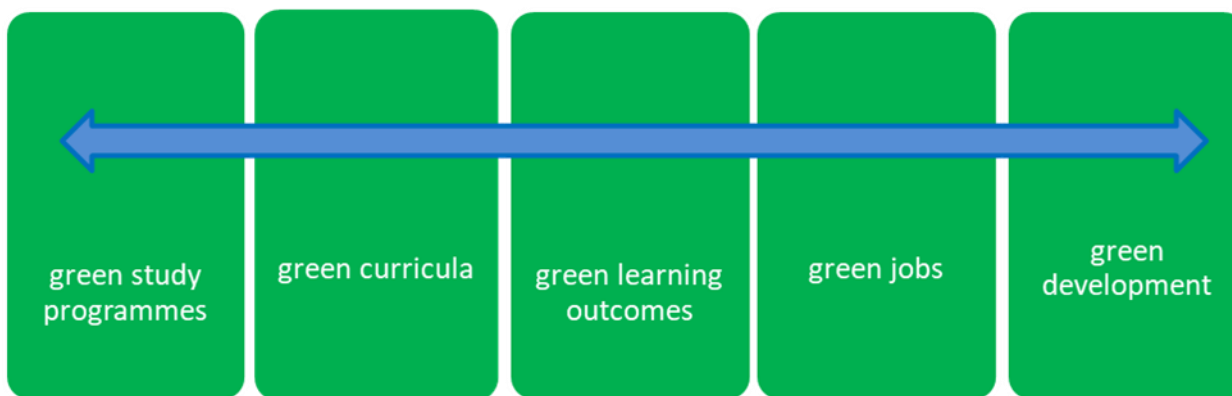 green study
programmes
green curricula
green learning
outcomes
green jobs
green
development